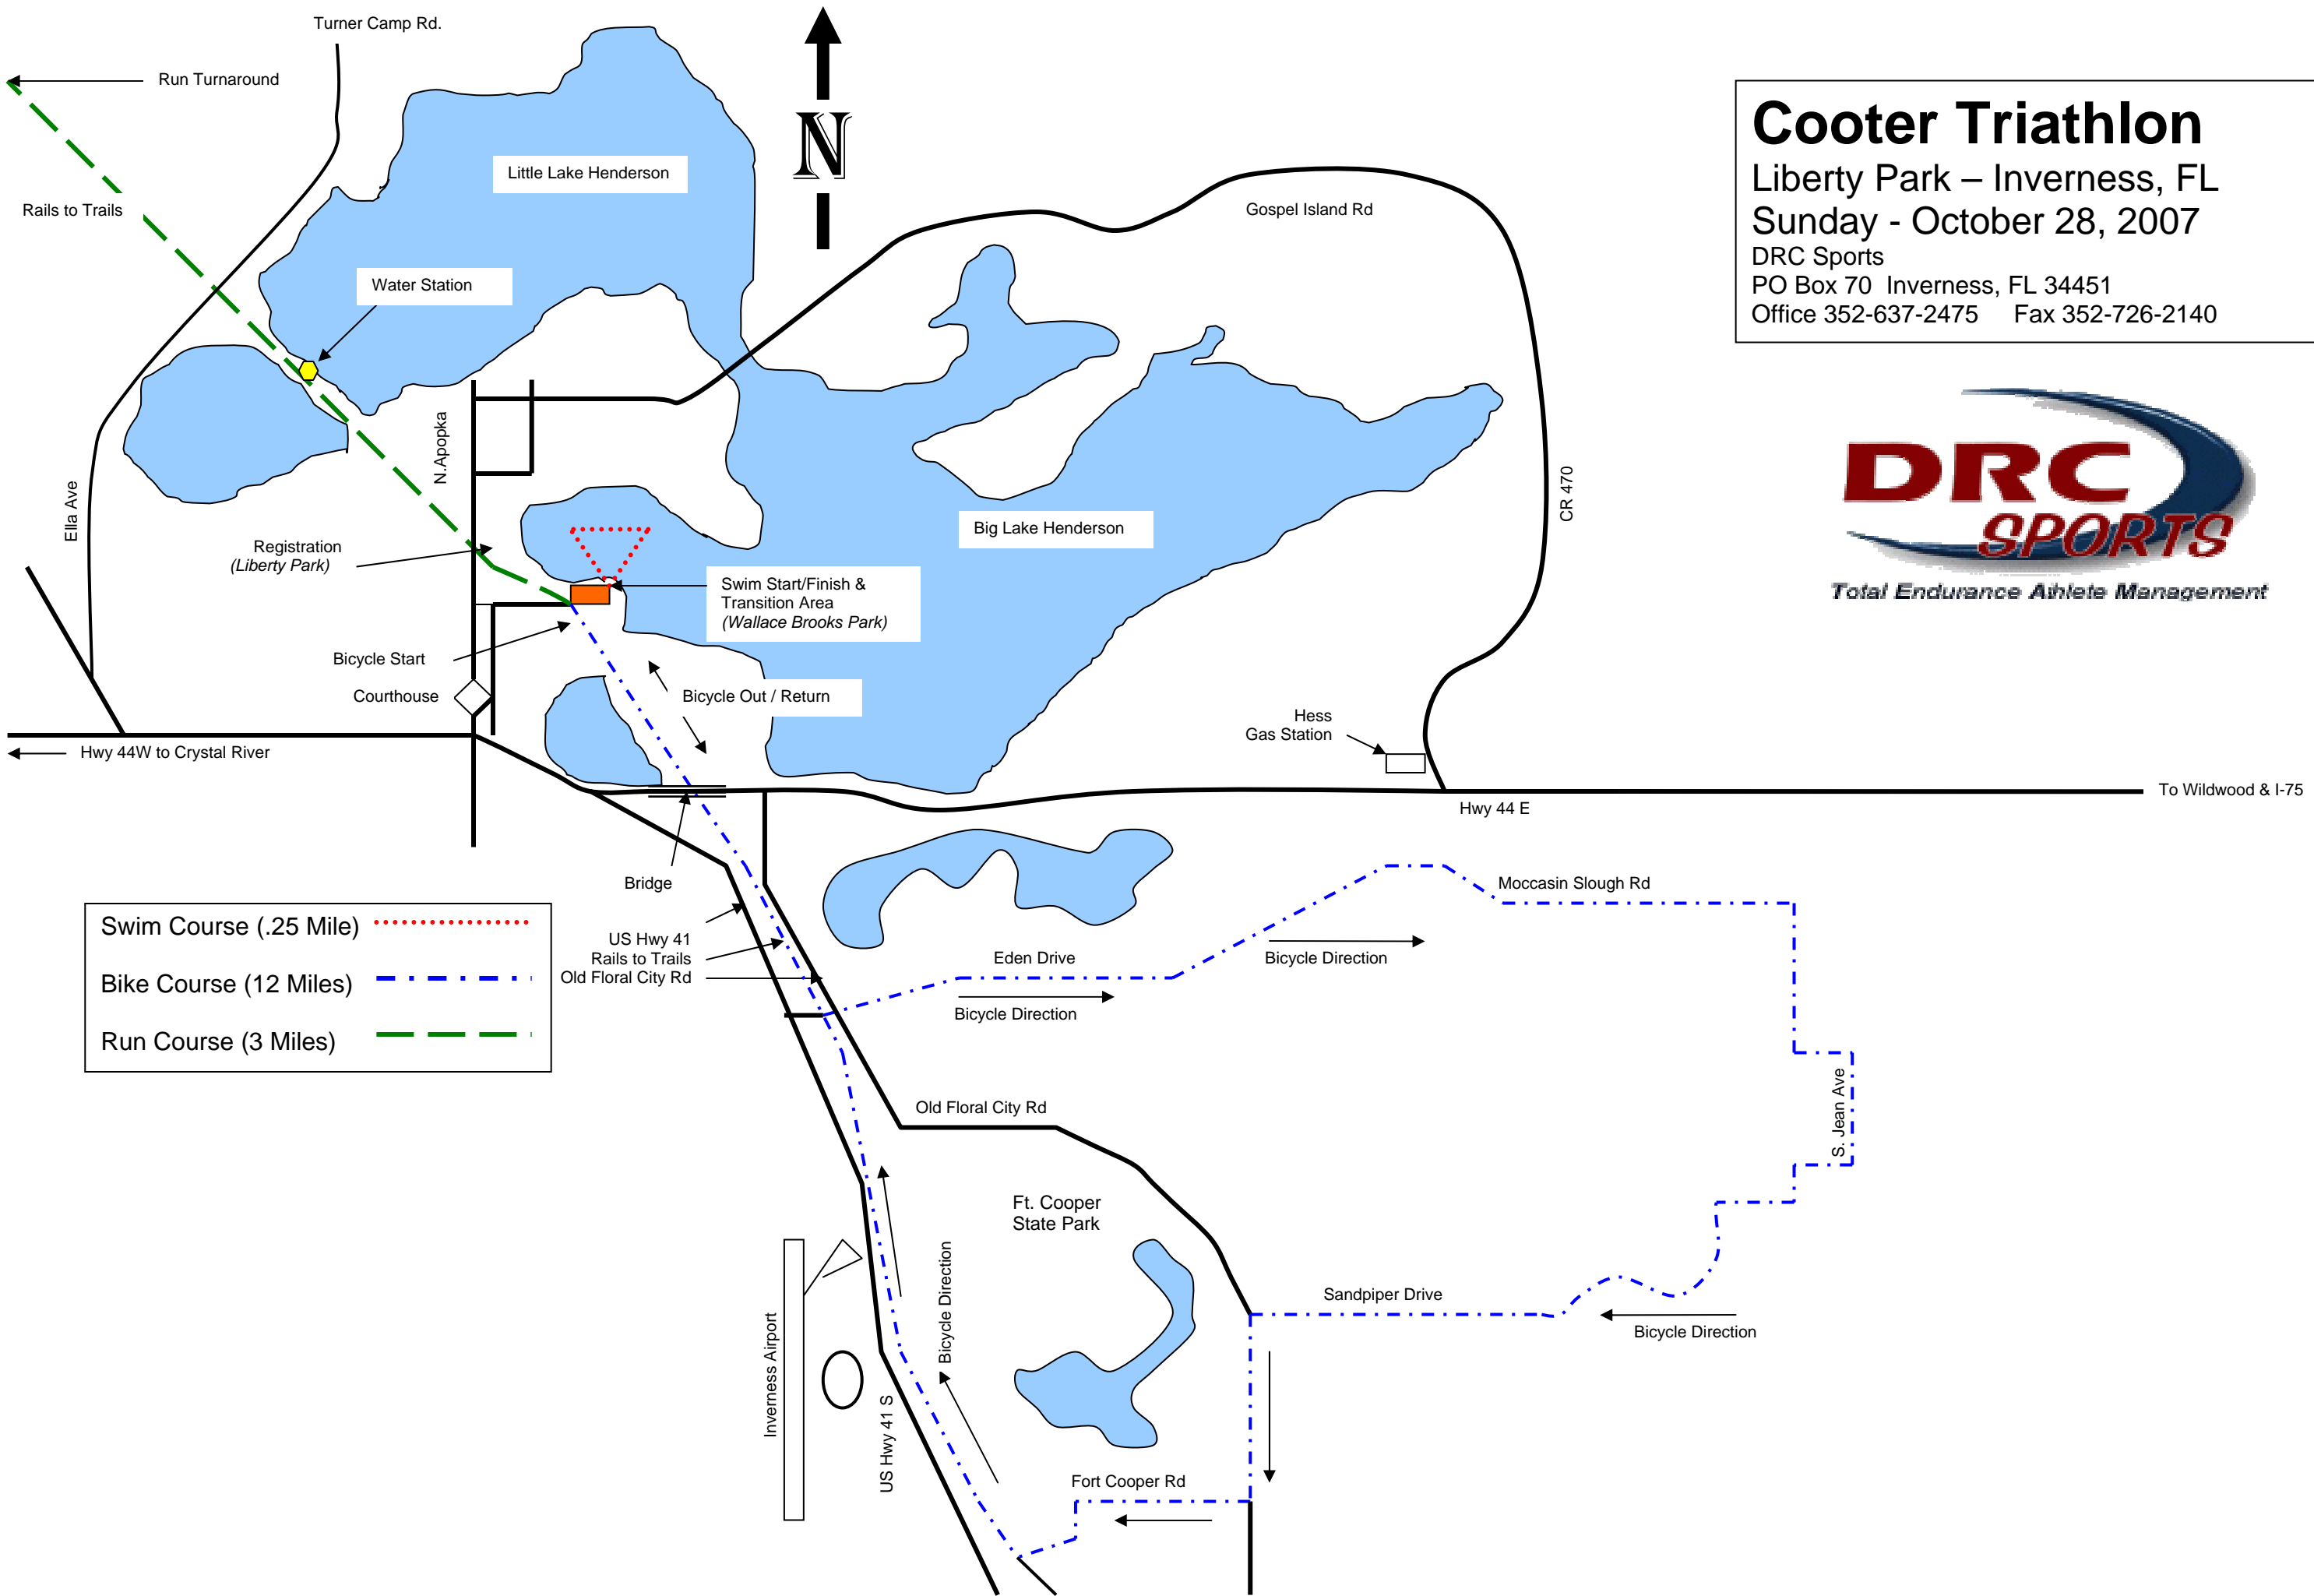 Turner Camp Rd.
Run Turnaround
N
Cooter Triathlon
Liberty Park – Inverness, FL
Sunday - October 28, 2007
DRC Sports
PO Box 70  Inverness, FL 34451
Office 352-637-2475     Fax 352-726-2140
Little Lake Henderson
Rails to Trails
Gospel Island Rd
Water Station
DRC
SPORTS
Total Endurance Athlete Management
N.Apopka
Ella Ave
CR 470
Big Lake Henderson
Registration
(Liberty Park)
Swim Start/Finish &
Transition Area
(Wallace Brooks Park)
Bicycle Start
Courthouse
Bicycle Out / Return
Hess
Gas Station
Hwy 44W to Crystal River
To Wildwood & I-75
Hwy 44 E
Bridge
Moccasin Slough Rd
Swim Course (.25 Mile)
Bike Course (12 Miles)
Run Course (3 Miles)
US Hwy 41
Rails to Trails
Old Floral City Rd
Eden Drive
Bicycle Direction
Bicycle Direction
S. Jean Ave
Old Floral City Rd
Ft. Cooper
State Park
Bicycle Direction
Sandpiper Drive
Bicycle Direction
Inverness Airport
US Hwy 41 S
Fort Cooper Rd